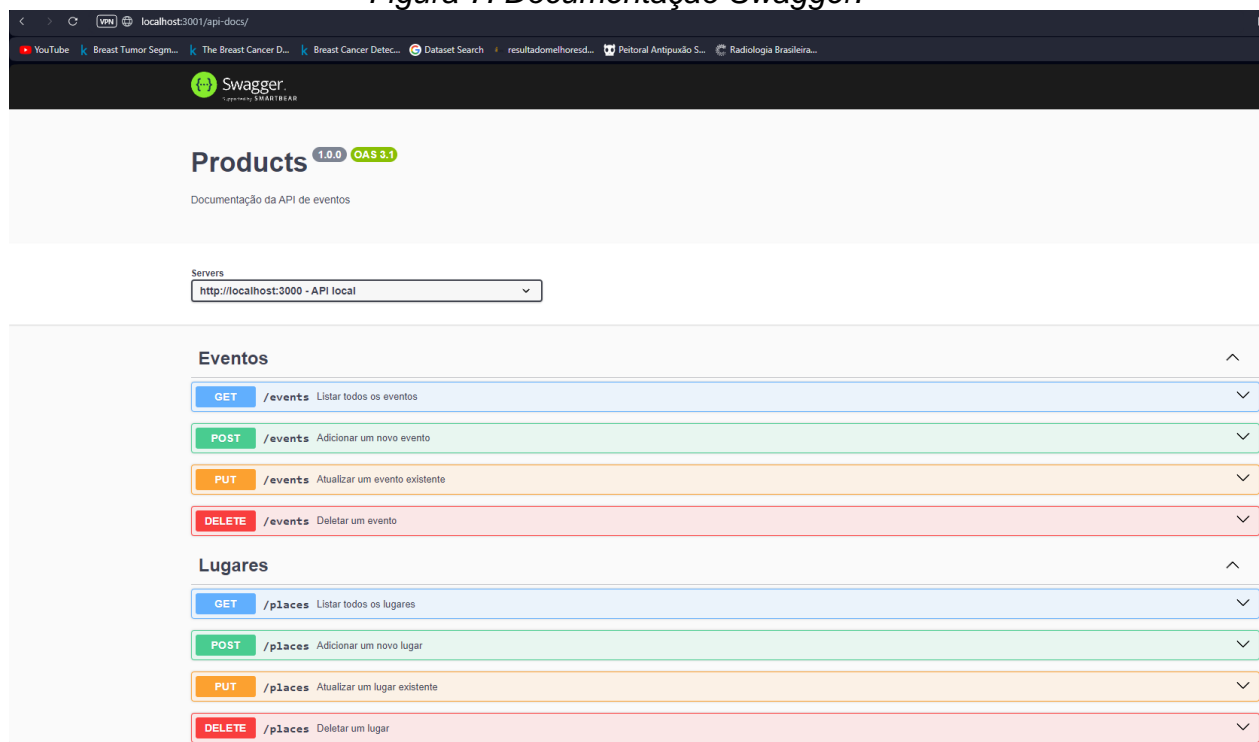 Figura 7: Documentação Swagger.
VPN localhost:3001/api-docs/
YouTube Breast Tumor Segm... The Breast Cancer D... Breast Cancer Detec... Dataset Search resultadomelhoresd... Peitoral Antipuxão S... Radiologia Brasileira...
Swagger.
Supported by SMARTBEAR
Products 1.0.0 OAS 3.1
Documentação da API de eventos
Servers
http://localhost:3000 - API local
Eventos
GET /events Listar todos os eventos
POST /events Adicionar um novo evento
PUT /events Atualizar um evento existente
DELETE /events Deletar um evento
Lugares
GET /places Listar todos os lugares
POST /places Adicionar um novo lugar
PUT /places Atualizar um lugar existente
DELETE /places Deletar um lugar